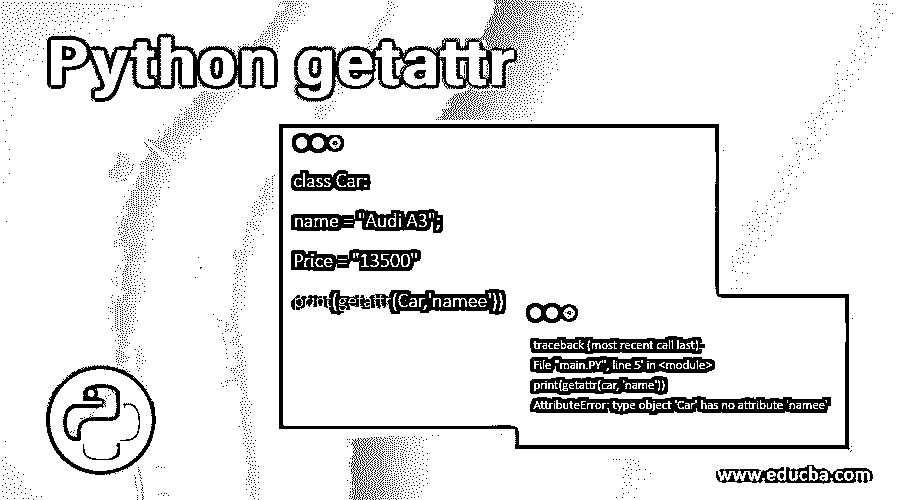 Python getattr
class Car:
name = "Audi A3";
Price = "13500"
print(getattr(Car,'namee'))
traceback (most recent call last).
File "main.PY", line 5' in <module>
print(getattr(car, 'name'))
AttributeError: type object 'Car' has no attribute 'namee'
www.educba.com